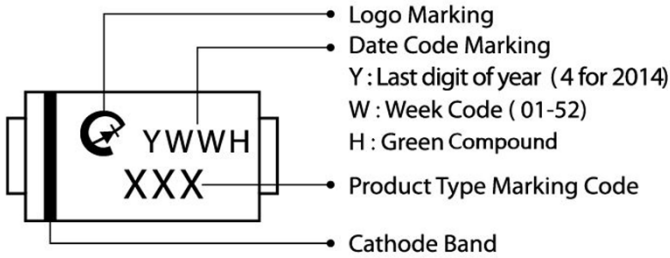 Logo Marking
Date Code Marking
Y : Last digit of year ( 4 for 2014)
W : Week Code ( 01-52)
H : Green Compound
YWWH
XXX
Product Type Marking Code
Cathode Band